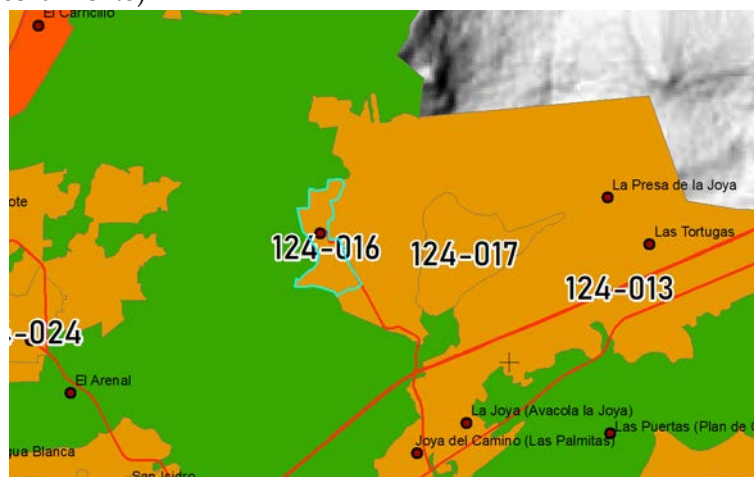 El Carricillo
La Presa de la Joya
Las Tortugas
124-016
124-017
124-013
-024
El Arenal
La Joya (Avacola la Joya)
Las Puertas (Plan de
Joya del Camino (Las Palmitas)
gua Blanca
San Isidro